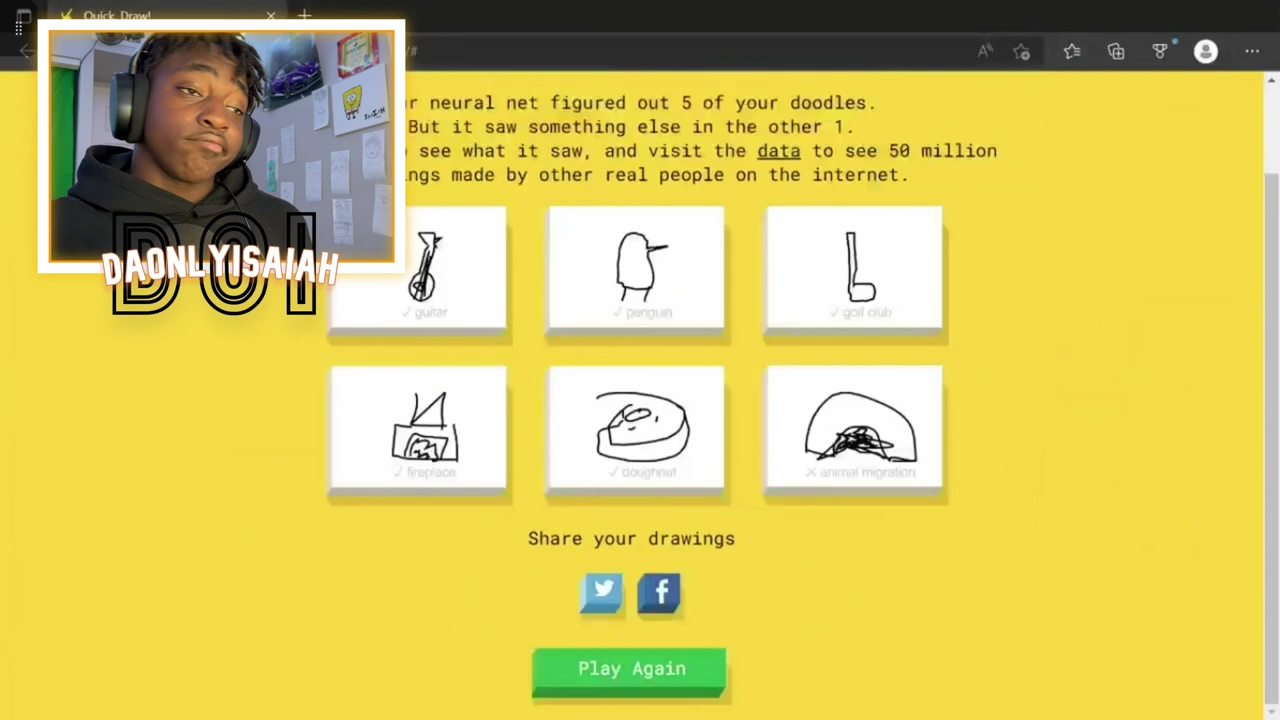 Quick Draw!
/#
ur neural net figured out 5 of your doodles.
But it saw something else in the other 1.
see what it saw, and visit the data to see 50 million
ings made by other real people on the internet.
DOI
DAONLYISAIAH
✓ guitar
✓ penguin
✓ golf club
✓ fireplace
✓ doughnut
× animal migration
Share your drawings
Play Again